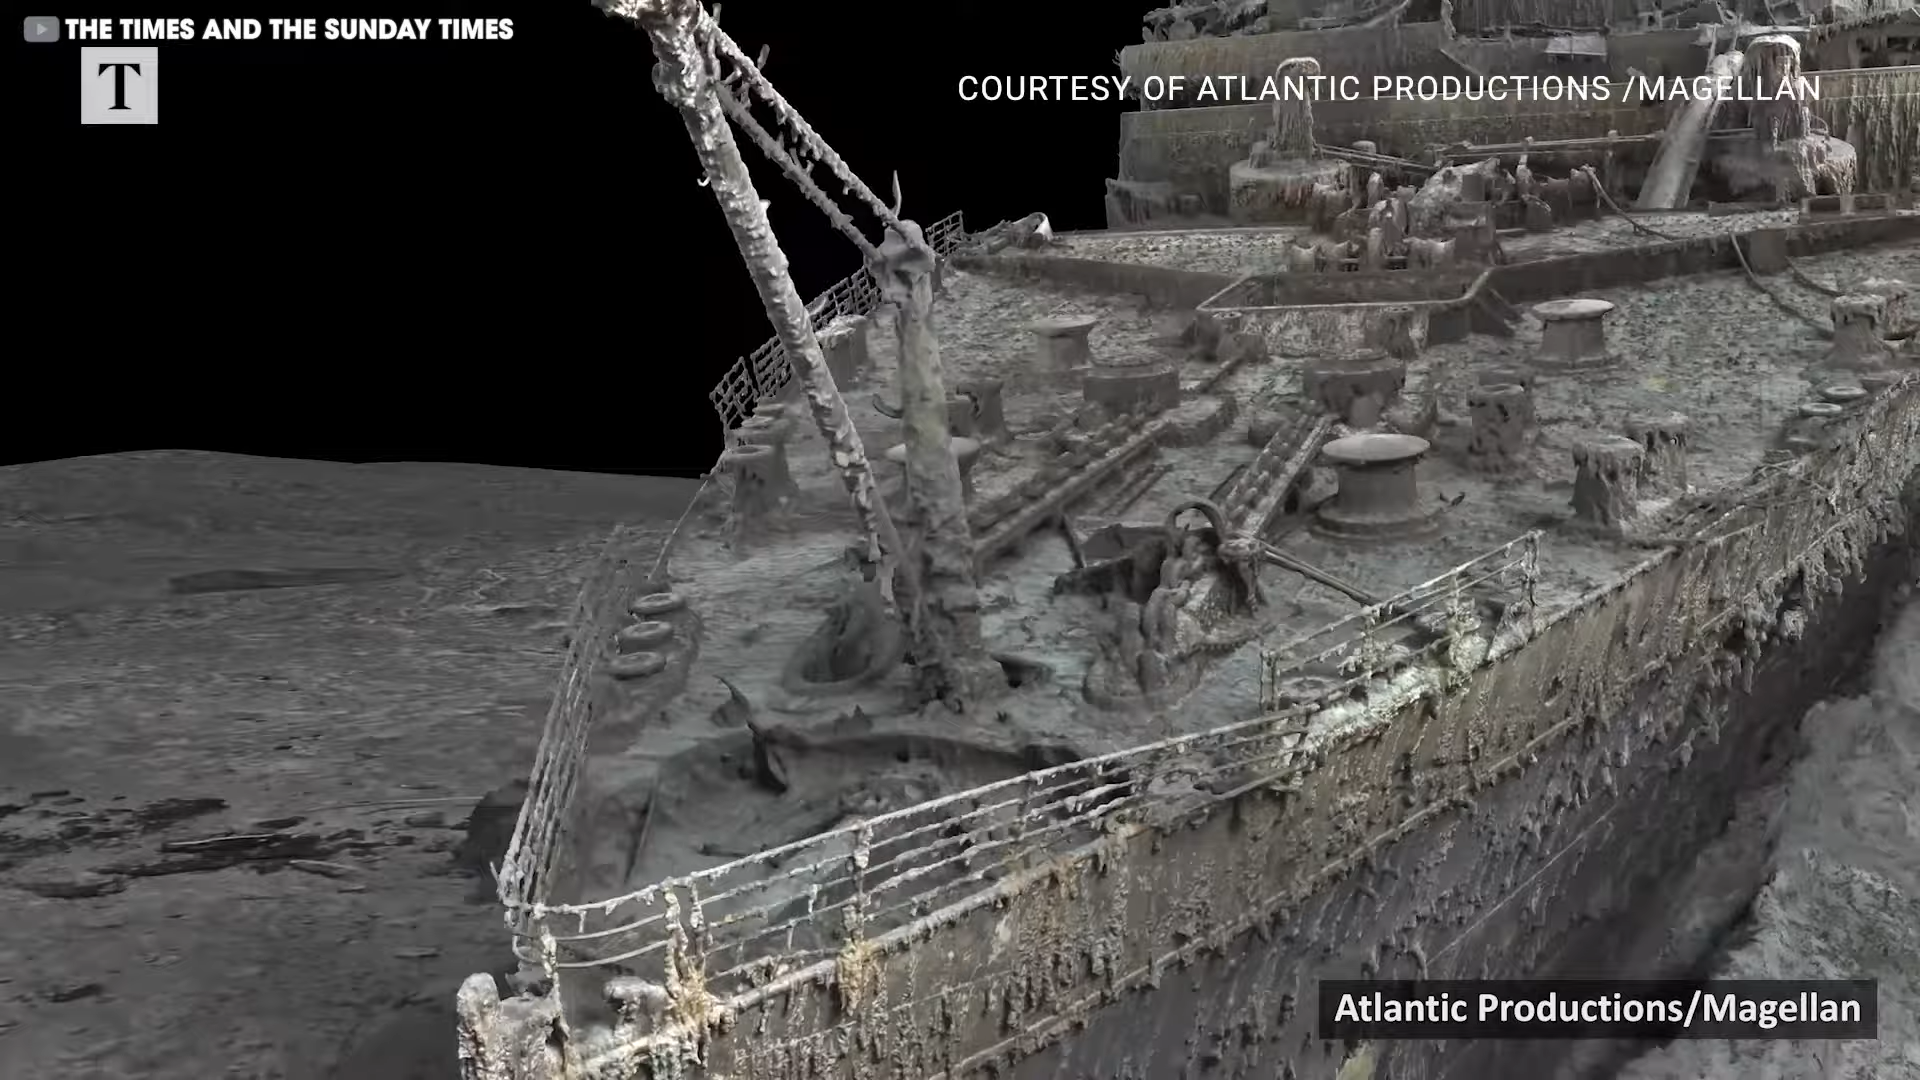 THE TIMES AND THE SUNDAY TIMES
T
COURTESY OF ATLANTIC PRODUCTIONS /MAGELLAN
Atlantic Productions/Magellan